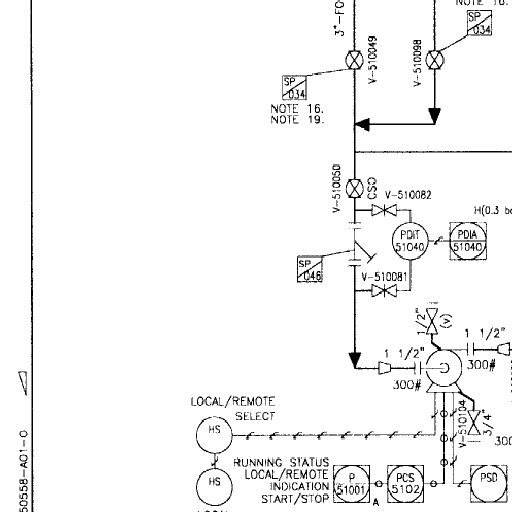 NOTE 16.
SP
034
3"-FO
V-510049
V-510098
SP
034
NOTE 16.
NOTE 19.
V-510050
CSO
V-510082
H(0.3 b
PDIT
51040
PDIA
51040
SP
046
V-510081
1/2"
(V)
1 1/2"
1 1/2"
300#
300#
LOCAL/REMOTE
SELECT
HS
V-510104
3/4"
300
RUNNING STATUS
LOCAL/REMOTE
INDICATION
START/STOP
HS
P
51001
A
PCS
5102
PSD
50558-A01-0